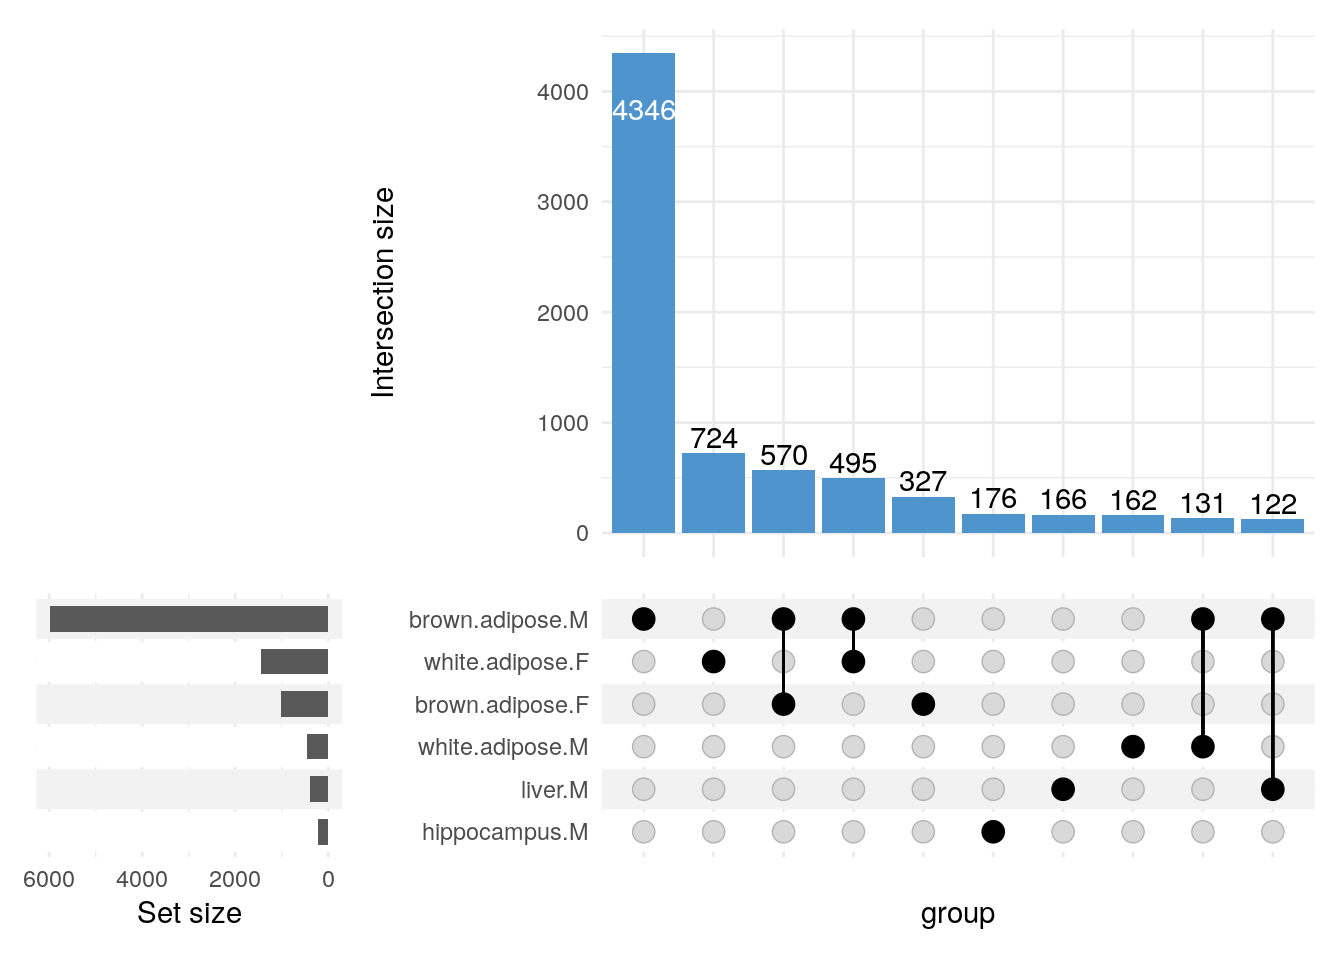 4000
3000
2000
1000
0
Intersection size
4346
724
570
495
327
176
166
162
131
122
brown.adipose.M
white.adipose.F
brown.adipose.F
white.adipose.M
liver.M
hippocampus.M
6000 4000 2000 0
Set size
group